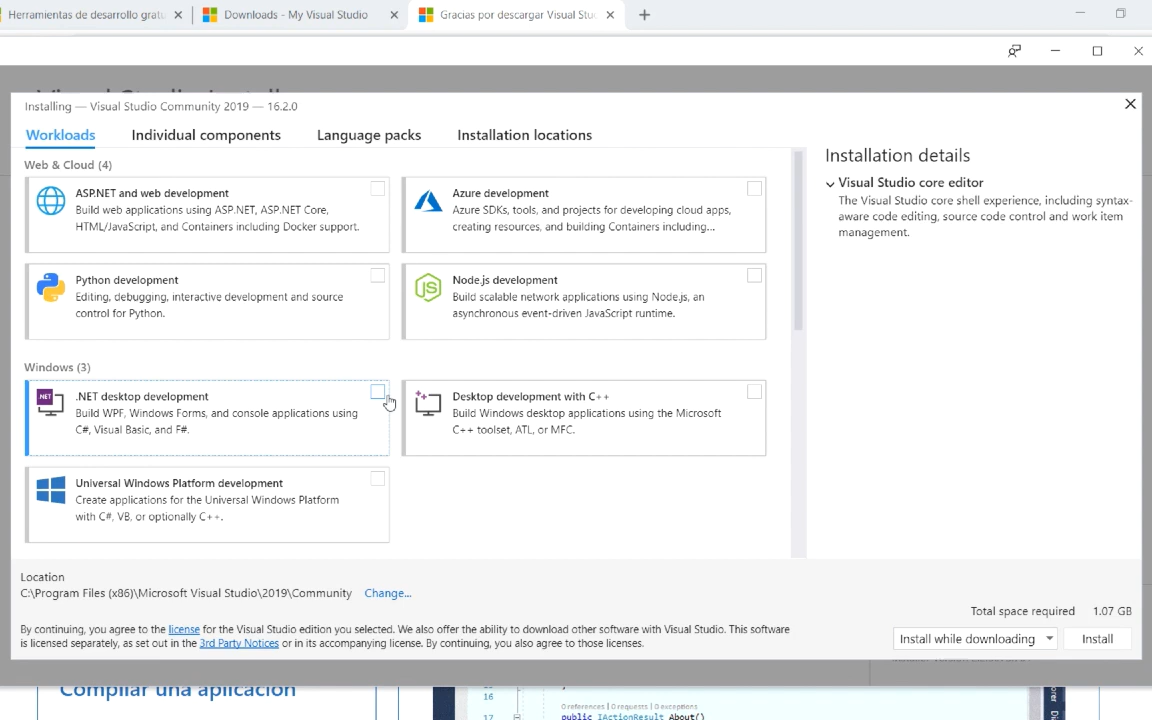 Herramientas de desarrollo gratu
Downloads - My Visual Studio
Gracias por descargar Visual Stu
Installing — Visual Studio Community 2019 — 16.2.0
Workloads
Individual components
Language packs
Installation locations
Web & Cloud (4)
ASP.NET and web development
Build web applications using ASP.NET, ASP.NET Core,
HTML/JavaScript, and Containers including Docker support.
Azure development
Azure SDKs, tools, and projects for developing cloud apps,
creating resources, and building Containers including...
Python development
Editing, debugging, interactive development and source
control for Python.
Node.js development
Build scalable network applications using Node.js, an
asynchronous event-driven JavaScript runtime.
Windows (3)
.NET desktop development
Build WPF, Windows Forms, and console applications using
C#, Visual Basic, and F#.
Desktop development with C++
Build Windows desktop applications using the Microsoft
C++ toolset, ATL, or MFC.
Universal Windows Platform development
Create applications for the Universal Windows Platform
with C#, VB, or optionally C++.
Installation details
Visual Studio core editor
The Visual Studio core shell experience, including syntax-
aware code editing, source code control and work item
management.
Location
C:\Program Files (x86)\Microsoft Visual Studio\2019\Community Change...
Total space required 1.07 GB
By continuing, you agree to the license for the Visual Studio edition you selected. We also offer the ability to download other software with Visual Studio. This software
is licensed separately, as set out in the 3rd Party Notices or in its accompanying license. By continuing, you also agree to those licenses.
Install while downloading
Install
Compilar una aplicación
16
0 references | 0 requests | 0 exceptions
17 public IActionResult About()